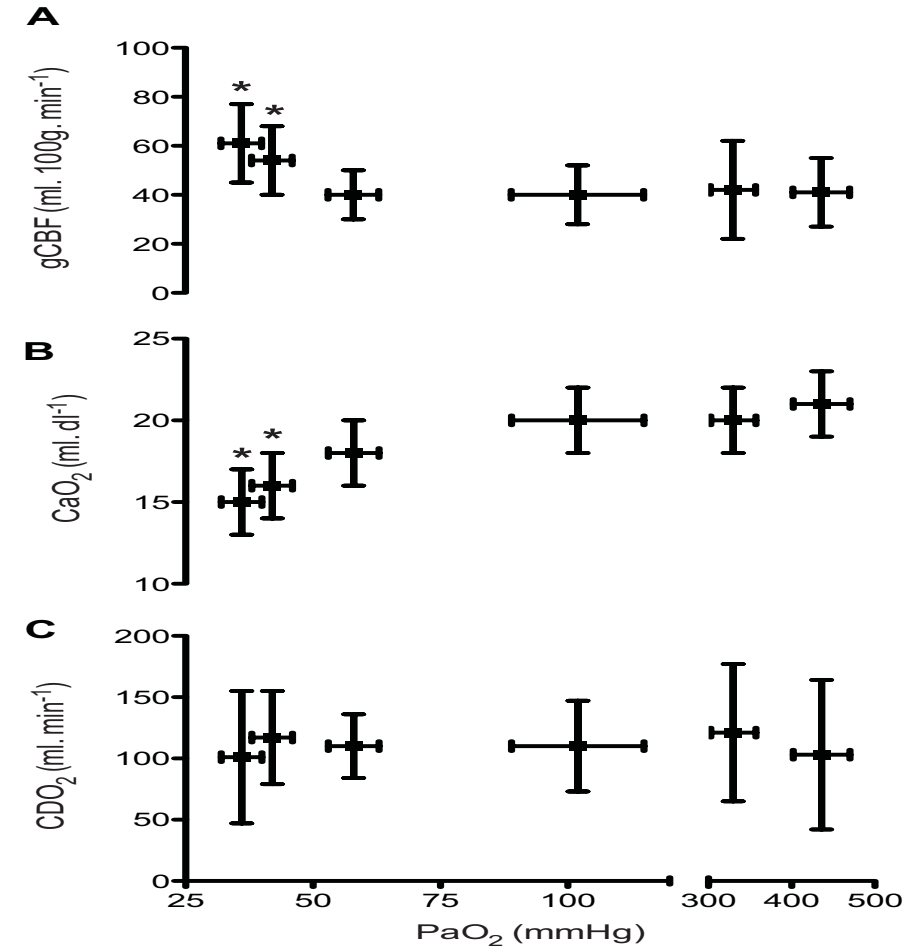 A
100
80
60
40
20
0
gCBF (ml. 100g. min⁻¹)
* *
B
25
20
15
10
CaO₂ (ml. dl⁻¹)
* *
C
200
150
100
50
0
CDO₂ (ml. min⁻¹)
25 50 75 100 300 400 500
PaO₂ (mmHg)